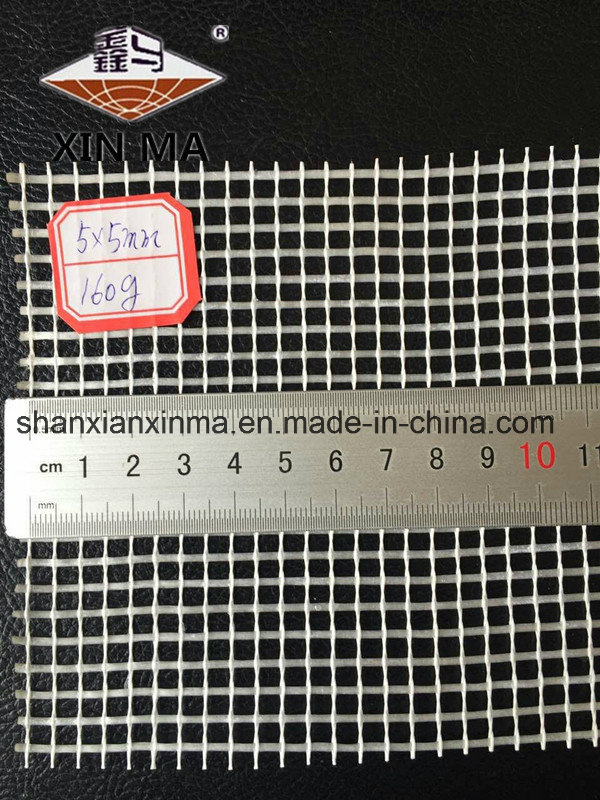 鑫马 ®
XIN MA
5×5mm
160g
shanxianxinma.en.made-in-china.com
cm 1 2 3 4 5 6 7 8 9 10 11
mm